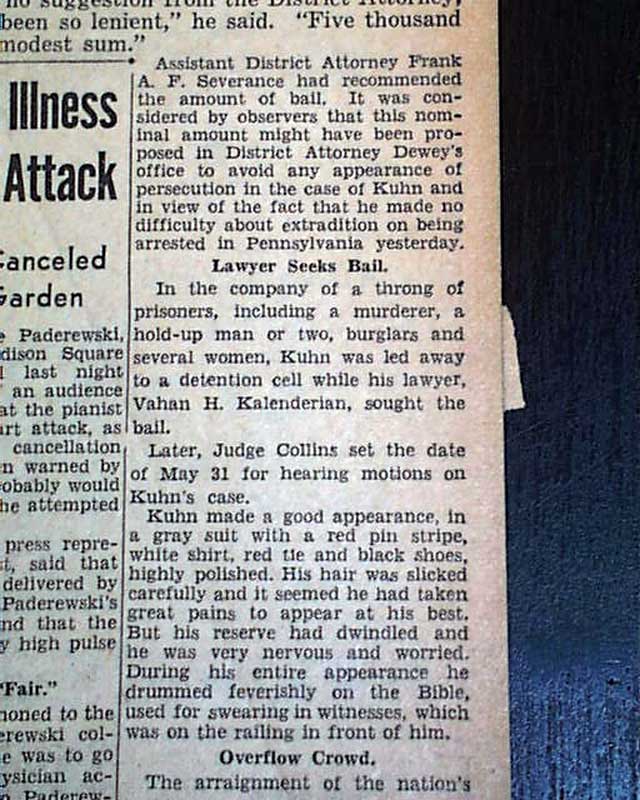 no suggestion from the District Attorney,
been so lenient," he said. "Five thousand
modest sum."
Illness
Attack
Canceled
Garden
e Paderewski,
dison Square
l last night
an audience
at the pianist
art attack, as
cancellation
n warned by
obably would
he attempted
press repre-
st, said that
delivered by
Paderewski's
nd that the
y high pulse
"Fair."
honed to the
erewski col-
e was to go
ysician ac-
o Paderew-
Assistant District Attorney Frank
A. F. Severance had recommended
the amount of bail. It was con-
sidered by observers that this nom-
inal amount might have been pro-
posed in District Attorney Dewey's
office to avoid any appearance of
persecution in the case of Kuhn and
in view of the fact that he made no
difficulty about extradition on being
arrested in Pennsylvania yesterday.
Lawyer Seeks Bail.
In the company of a throng of
prisoners, including a murderer, a
hold-up man or two, burglars and
several women, Kuhn was led away
to a detention cell while his lawyer,
Vahan H. Kalenderian, sought the
bail.
Later, Judge Collins set the date
of May 31 for hearing motions on
Kuhn's case.
Kuhn made a good appearance, in
a gray suit with a red pin stripe,
white shirt, red tie and black shoes,
highly polished. His hair was slicked
carefully and it seemed he had taken
great pains to appear at his best.
But his reserve had dwindled and
he was very nervous and worried.
During his entire appearance he
drummed feverishly on the Bible,
used for swearing in witnesses, which
was on the railing in front of him.
Overflow Crowd.
The arraignment of the nation's